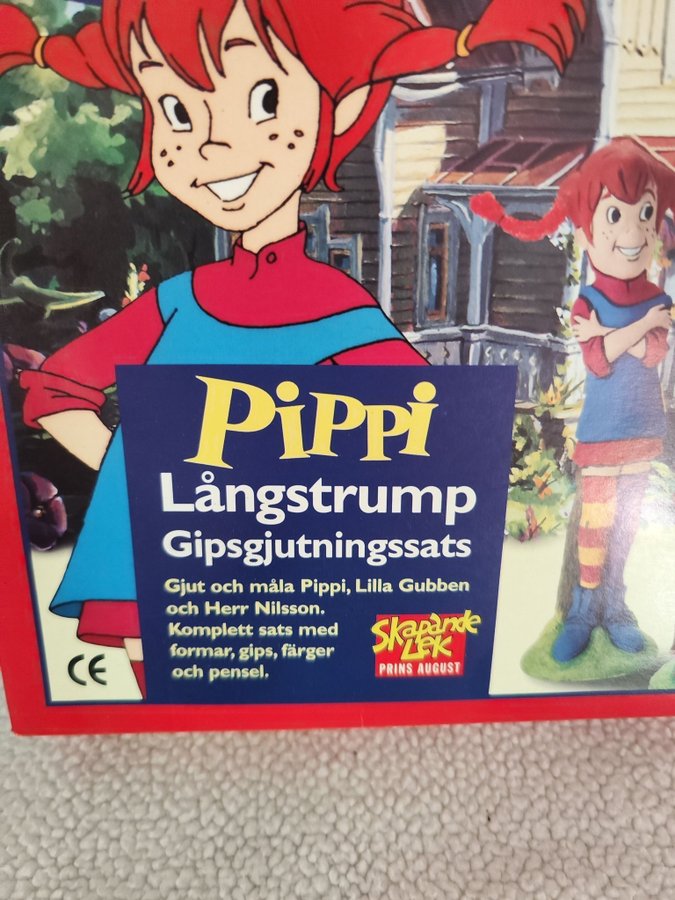 PiPPi
Långstrump
Gipsgjutningssats
Gjut och måla Pippi, Lilla Gubben
och Herr Nilsson.
Komplett sats med
formar, gips, färger
och pensel.
Skapande
Lek
PRINS AUGUST
CE